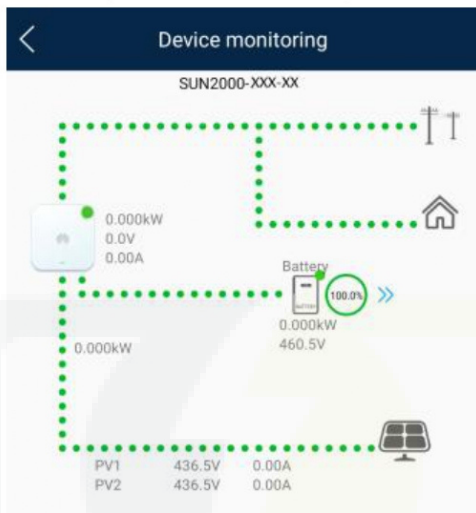 Device monitoring
SUN2000-XXX-XX
0.000kW
0.0V
0.00A
Battery
100.0%
0.000kW
460.5V
0.000kW
PV1 436.5V 0.00A
PV2 436.5V 0.00A